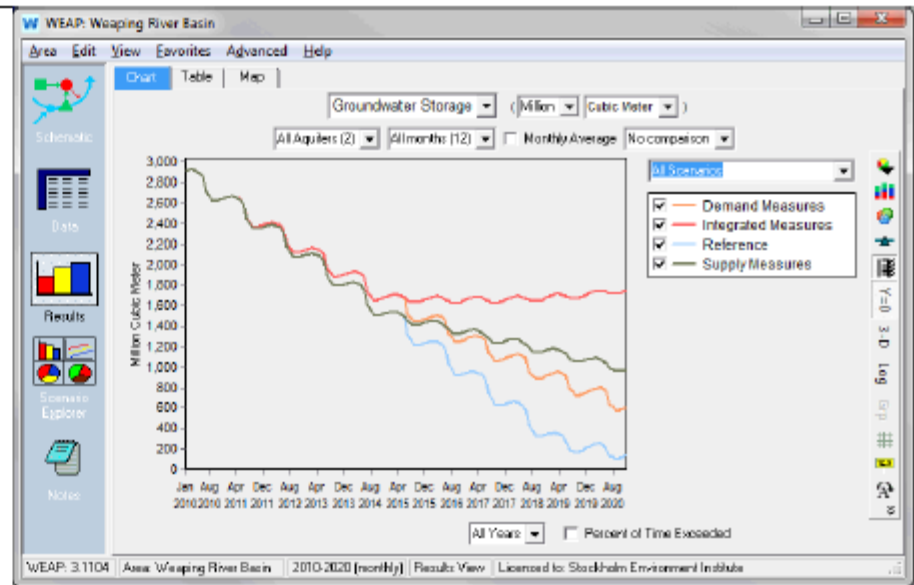 WEAP: Weaping River Basin
Area Edit View Favorites Advanced Help
Chart Table Map
Groundwater Storage ( Million Cubic Meter )
All Aquifers (2) All months (12) Monthly Average No comparison
All Scenarios
Demand Measures
Integrated Measures
Reference
Supply Measures
Schematic
Data
Results
Scenario
Explorer
Notes
Million Cubic Meter
3,000
2,800
2,600
2,400
2,200
2,000
1,800
1,600
1,400
1,200
1,000
800
600
400
200
0
Jan Aug Apr Dec Aug Apr Dec Aug Apr Dec Aug Apr Dec Aug Apr Dec Aug
2010 2010 2011 2011 2012 2013 2013 2014 2015 2015 2016 2017 2017 2018 2019 2019 2020
Y=0
3-D
Log
Grp
All Years Percent of Time Exceeded
WEAP: 3.1104 Area: Weaping River Basin 2010-2020 (monthly) Results View Licensed to: Stockholm Environment Institute